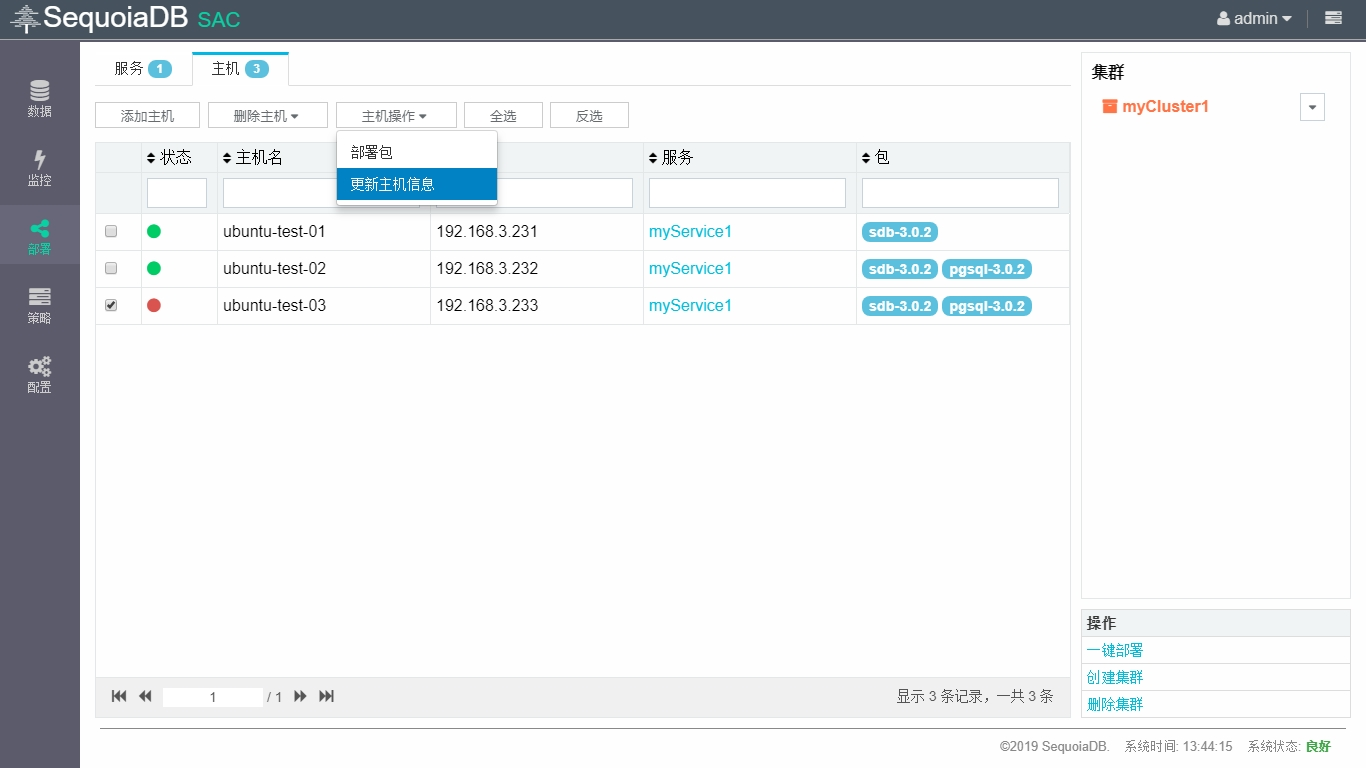 SequoiaDB SAC
admin
数据
监控
部署
策略
配置
服务 1
主机 3
添加主机 删除主机 主机操作 全选 反选
部署包
更新主机信息
状态 主机名 服务 包
ubuntu-test-01 192.168.3.231 myService1 sdb-3.0.2
ubuntu-test-02 192.168.3.232 myService1 sdb-3.0.2 pgsql-3.0.2
ubuntu-test-03 192.168.3.233 myService1 sdb-3.0.2 pgsql-3.0.2
1 / 1
显示 3 条记录，一共 3 条
集群
myCluster1
操作
一键部署
创建集群
删除集群
©2019 SequoiaDB. 系统时间: 13:44:15 系统状态: 良好